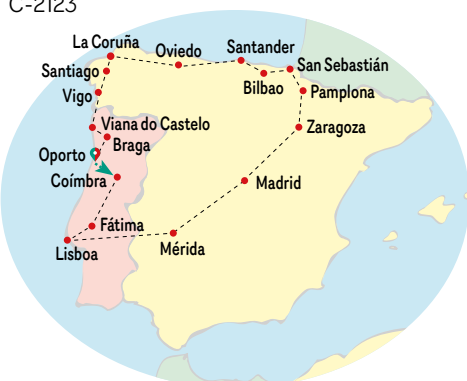 C-2123
La Coruña
Oviedo
Santander
Santiago
San Sebastián
Bilbao
Vigo
Pamplona
Viana do Castelo
Zaragoza
Braga
Oporto
Coímbra
Madrid
Fátima
Lisboa
Mérida